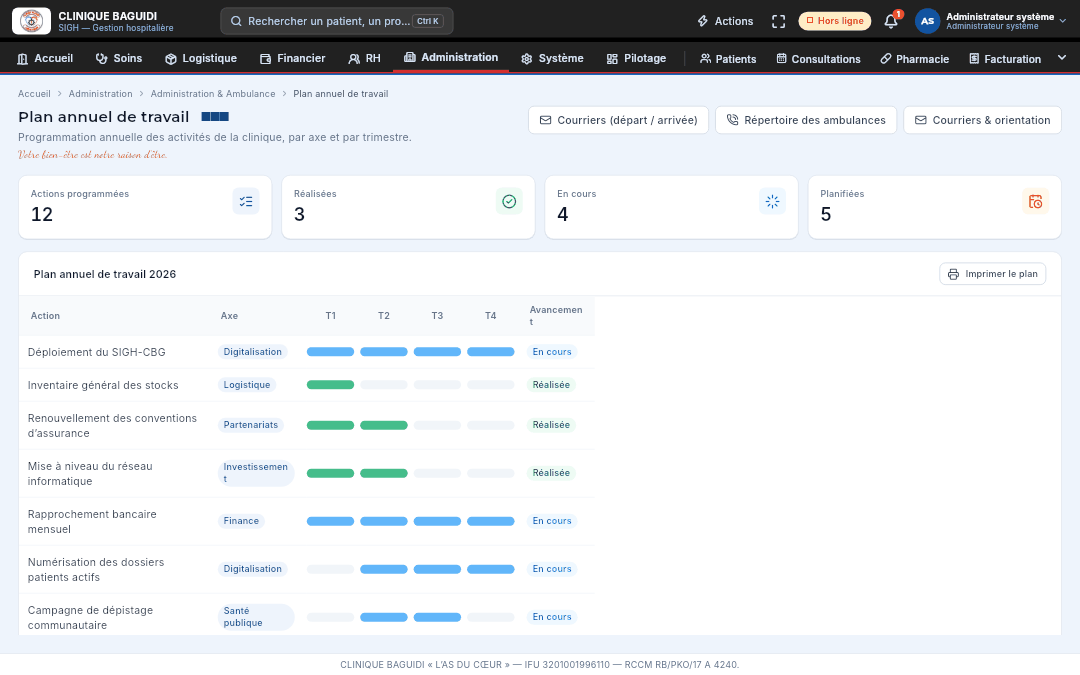 CLINIQUE BAGUIDI
SIGH — Gestion hospitalière
Rechercher un patient, un pro... Ctrl K
Actions
Hors ligne
1
AS
Administrateur système
Administrateur système
Accueil
Soins
Logistique
Financier
RH
Administration
Système
Pilotage
Patients
Consultations
Pharmacie
Facturation
Accueil > Administration > Administration & Ambulance > Plan annuel de travail
Plan annuel de travail
Programmation annuelle des activités de la clinique, par axe et par trimestre.
Votre bien-être est notre raison d'être.
Courriers (départ / arrivée)
Répertoire des ambulances
Courriers & orientation
Actions programmées
12
Réalisées
3
En cours
4
Planifiées
5
Plan annuel de travail 2026
Imprimer le plan
Action Axe T1 T2 T3 T4 Avancemen
t
Déploiement du SIGH-CBG Digitalisation En cours
Inventaire général des stocks Logistique Réalisée
Renouvellement des conventions
d'assurance Partenariats Réalisée
Mise à niveau du réseau
informatique
Investissemen
t
Réalisée
Rapprochement bancaire
mensuel
Finance En cours
Numérisation des dossiers
patients actifs
Digitalisation En cours
Campagne de dépistage
communautaire
Santé
publique
En cours
CLINIQUE BAGUIDI « L'AS DU CŒUR » — IFU 3201001996110 — RCCM RB/PKO/17 A 4240.